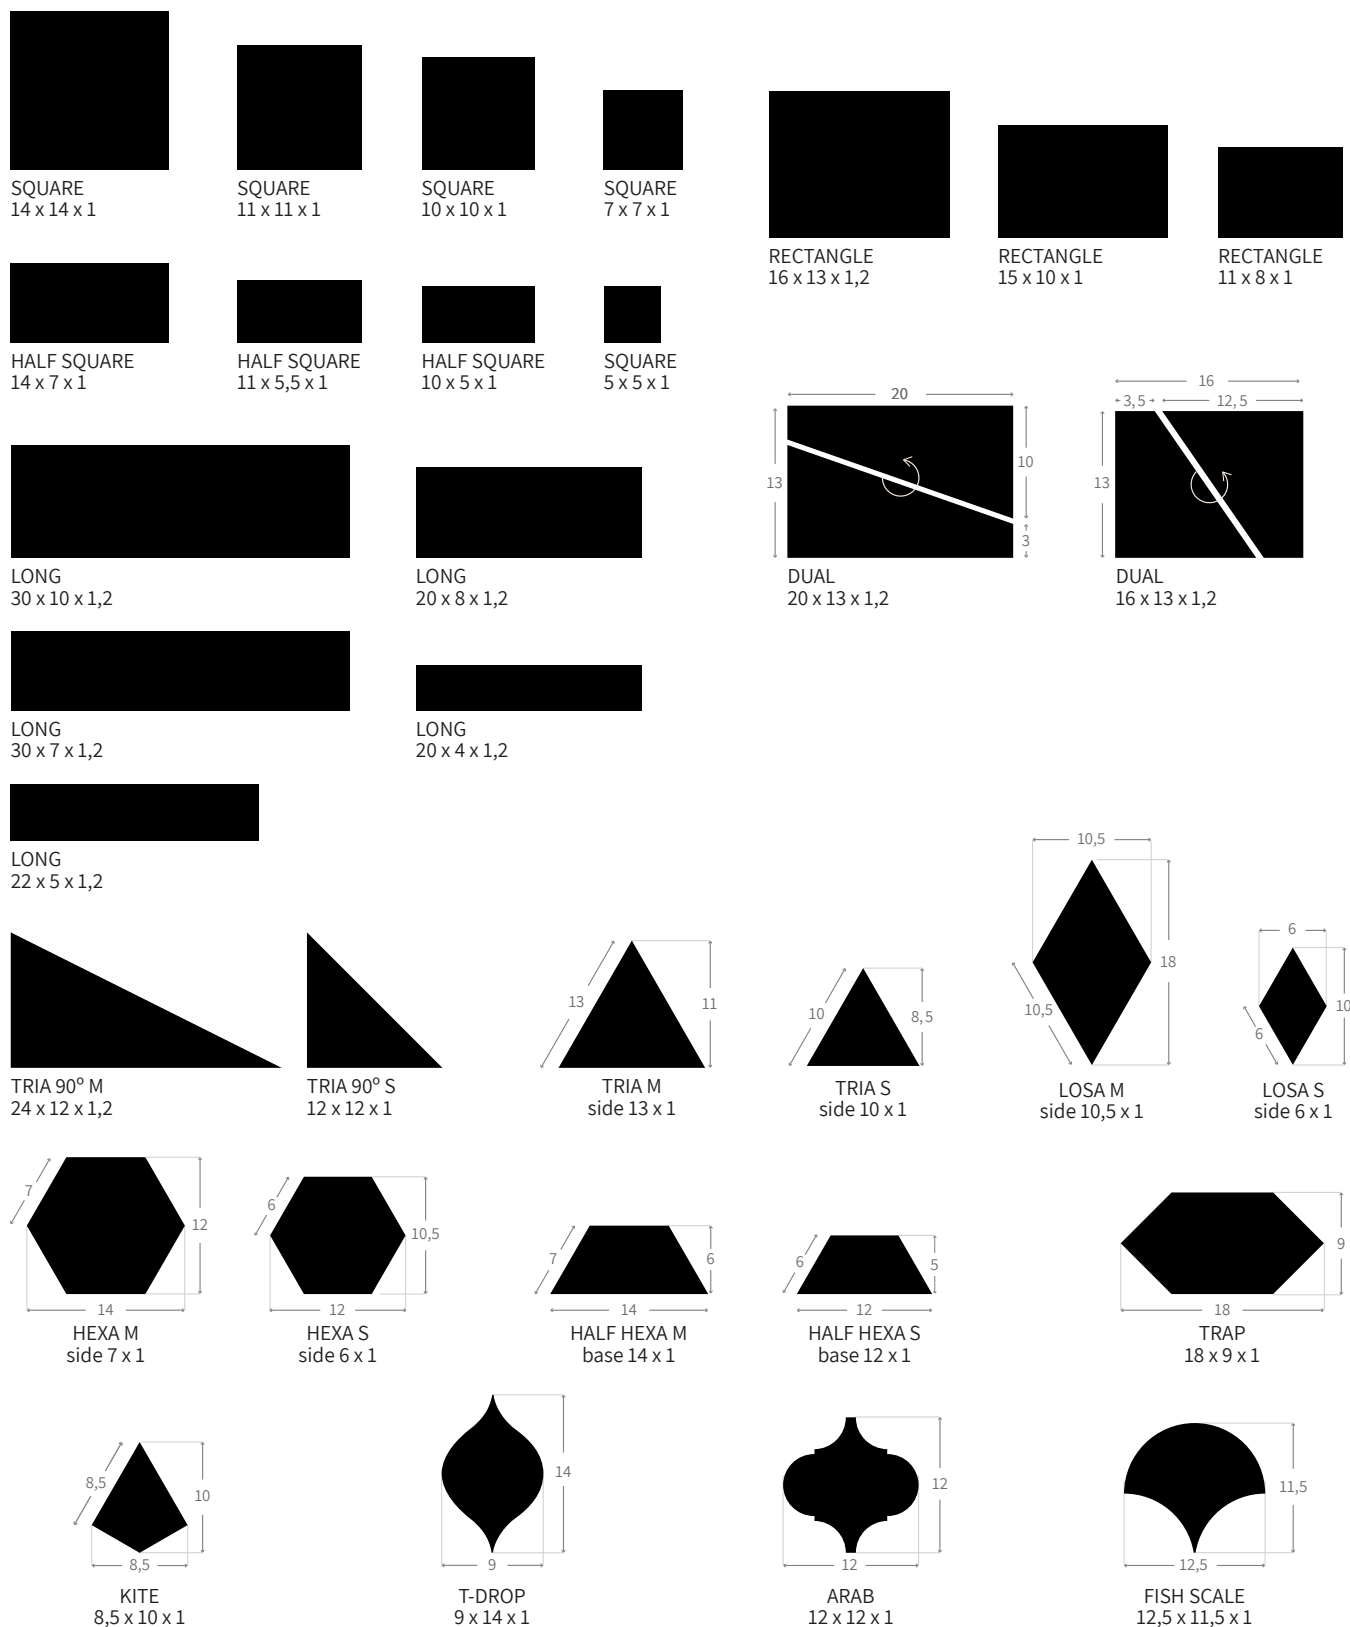 SQUARE
14 x 14 x 1
SQUARE
11 x 11 x 1
SQUARE
10 x 10 x 1
SQUARE
7 x 7 x 1
RECTANGLE
16 x 13 x 1,2
RECTANGLE
15 x 10 x 1
RECTANGLE
11 x 8 x 1
HALF SQUARE
14 x 7 x 1
HALF SQUARE
11 x 5,5 x 1
HALF SQUARE
10 x 5 x 1
SQUARE
5 x 5 x 1
20
13
10
3
DUAL
20 x 13 x 1,2
16
3,5
12,5
13
DUAL
16 x 13 x 1,2
LONG
30 x 10 x 1,2
LONG
20 x 8 x 1,2
LONG
30 x 7 x 1,2
LONG
20 x 4 x 1,2
LONG
22 x 5 x 1,2
TRIA 90º M
24 x 12 x 1,2
TRIA 90º S
12 x 12 x 1
13
11
TRIA M
side 13 x 1
10
8,5
TRIA S
side 10 x 1
10,5
18
10,5
LOSA M
side 10,5 x 1
6
10
6
LOSA S
side 6 x 1
7
12
14
HEXA M
side 7 x 1
6
10,5
12
HEXA S
side 6 x 1
7
6
14
HALF HEXA M
base 14 x 1
6
5
12
HALF HEXA S
base 12 x 1
9
18
TRAP
18 x 9 x 1
8,5
10
8,5
KITE
8,5 x 10 x 1
14
9
T-DROP
9 x 14 x 1
12
12
ARAB
12 x 12 x 1
11,5
12,5
FISH SCALE
12,5 x 11,5 x 1